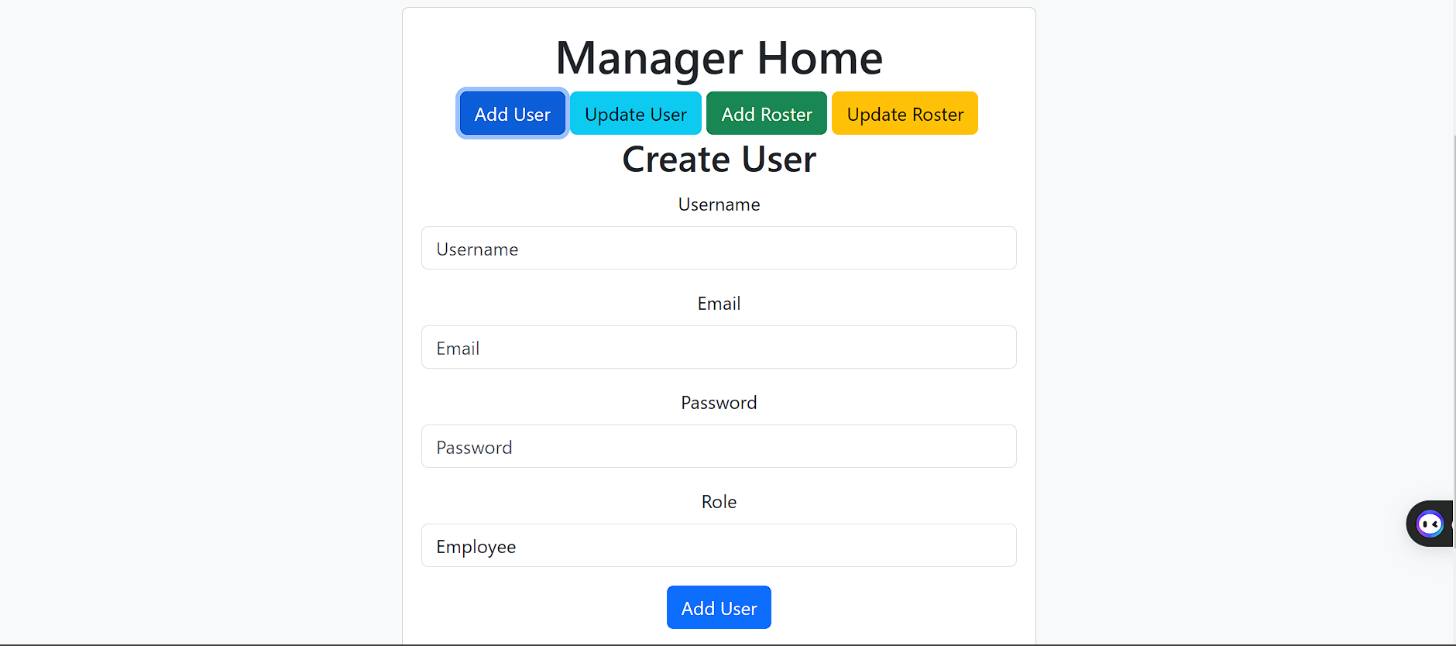 Manager Home
Add User Update User Add Roster Update Roster
Create User
Username
Username
Email
Email
Password
Password
Role
Employee
Add User